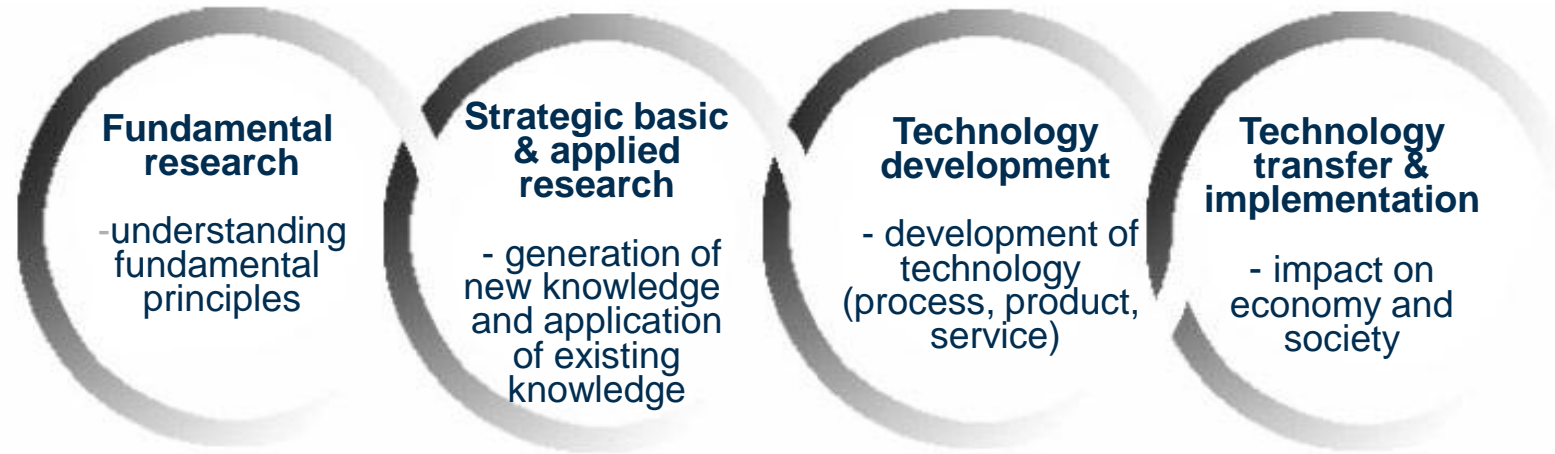 Fundamental
research
-understanding
fundamental
principles
Strategic basic
& applied
research
- generation of
new knowledge
and application
of existing
knowledge
Technology
development
- development of
technology
(process, product,
service)
Technology
transfer &
implementation
- impact on
economy and
society